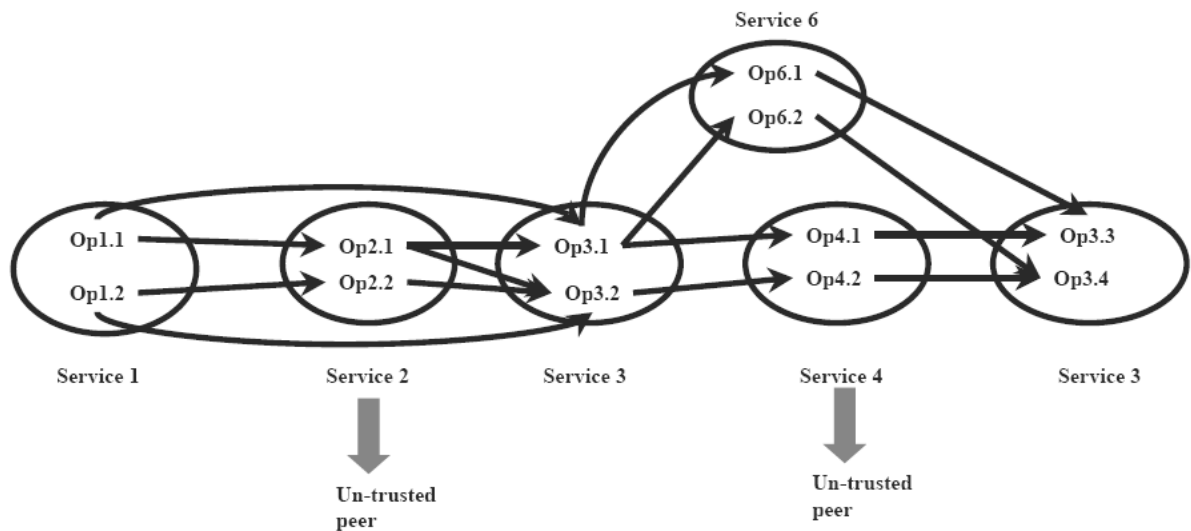 Service 6
Op6.1
Op6.2
Op1.1
Op1.2
Op2.1
Op2.2
Op3.1
Op3.2
Op4.1
Op4.2
Op3.3
Op3.4
Service 1
Service 2
Service 3
Service 4
Service 3
Un-trusted
peer
Un-trusted
peer